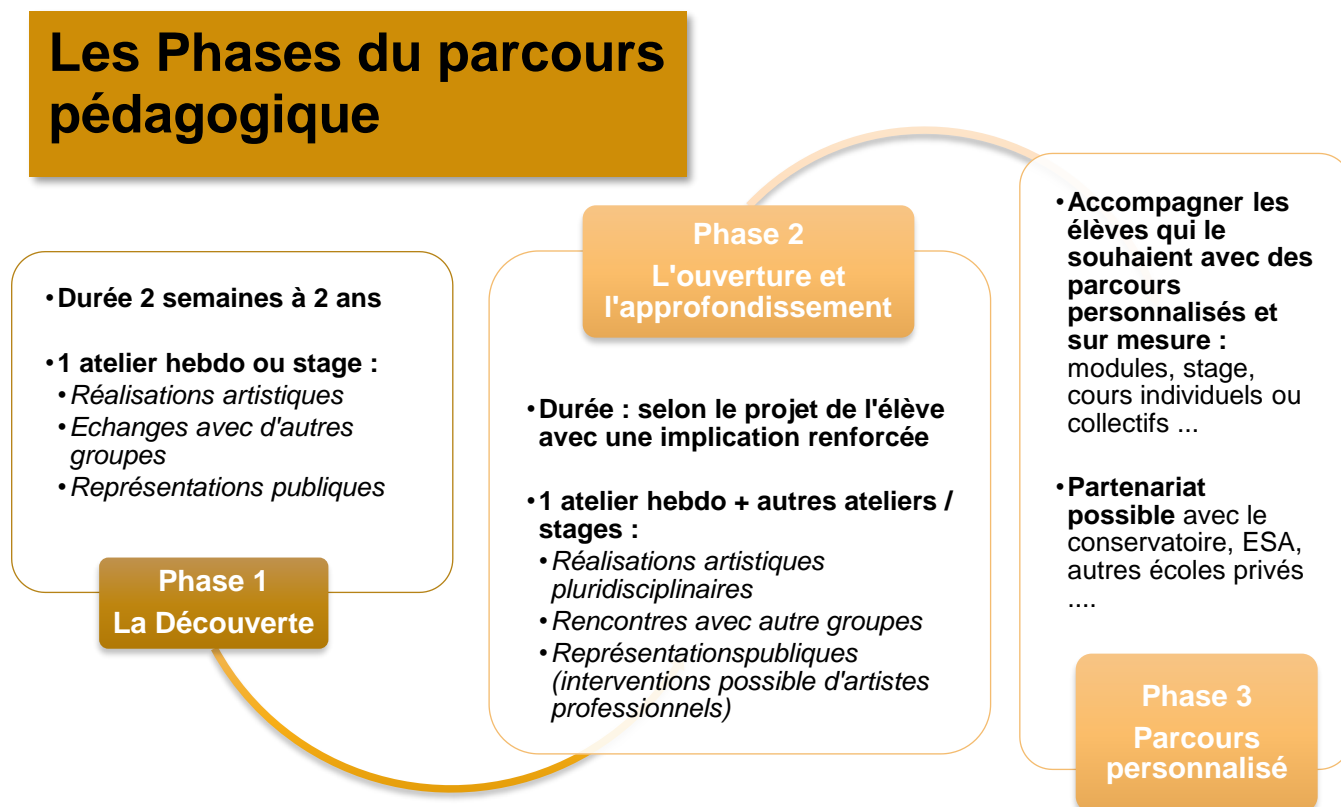 Les Phases du parcours
pédagogique
•Durée 2 semaines à 2 ans
•1 atelier hebdo ou stage :
•Réalisations artistiques
•Echanges avec d'autres
groupes
•Représentations publiques
Phase 1
La Découverte
Phase 2
L'ouverture et
l'approfondissement
•Durée : selon le projet de l'élève
avec une implication renforcée
•1 atelier hebdo + autres ateliers /
stages :
•Réalisations artistiques
pluridisciplinaires
•Rencontres avec autre groupes
•Représentationspubliques
(interventions possible d'artistes
professionnels)
•Accompagner les
élèves qui le
souhaient avec des
parcours
personnalisés et
sur mesure :
modules, stage,
cours individuels ou
collectifs ...
•Partenariat
possible avec le
conservatoire, ESA,
autres écoles privés
....
Phase 3
Parcours
personnalisé